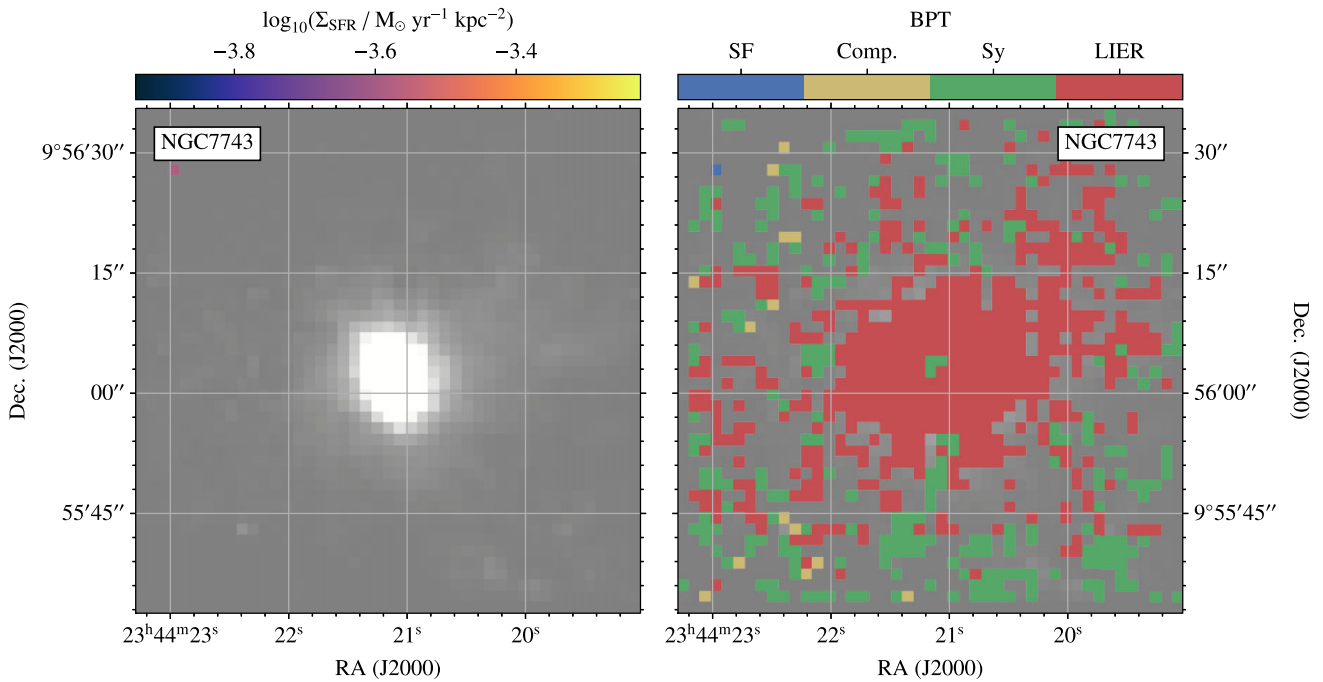 log₁₀(Σ_SFR / M_⊙ yr⁻¹ kpc⁻²)
−3.8 −3.6 −3.4
NGC7743
9°56′30″
15″
00″
55′45″
Dec. (J2000)
23ʰ44ᵐ23ˢ 22ˢ 21ˢ 20ˢ
RA (J2000)
BPT
SF Comp. Sy LIER
NGC7743
30″
15″
56′00″
9°55′45″
Dec. (J2000)
23ʰ44ᵐ23ˢ 22ˢ 21ˢ 20ˢ
RA (J2000)